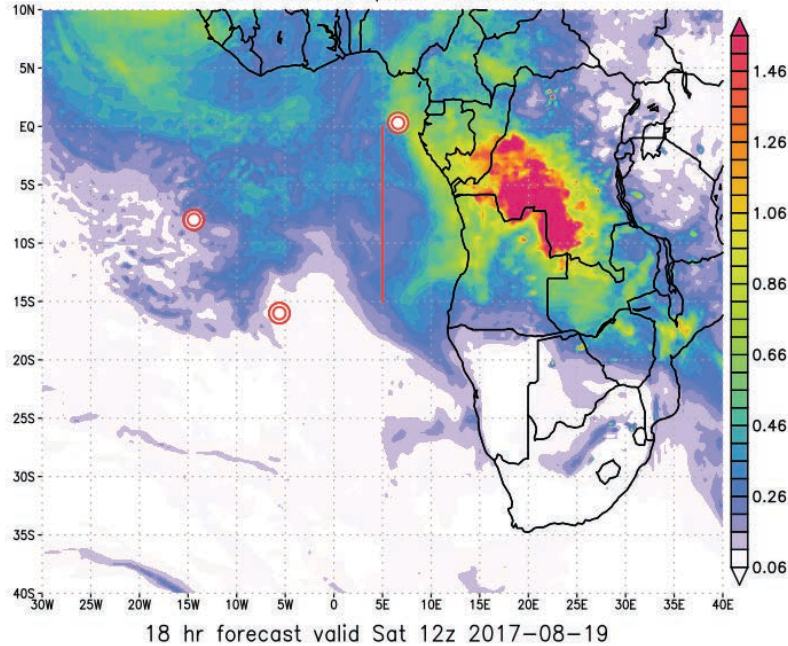 10N
5N
EQ
5S
10S
15S
20S
25S
30S
35S
40S
30W 25W 20W 15W 10W 5W 0 5E 10E 15E 20E 25E 30E 35E 40E
1.46
1.26
1.06
0.86
0.66
0.46
0.26
0.06
18 hr forecast valid Sat 12z 2017-08-19